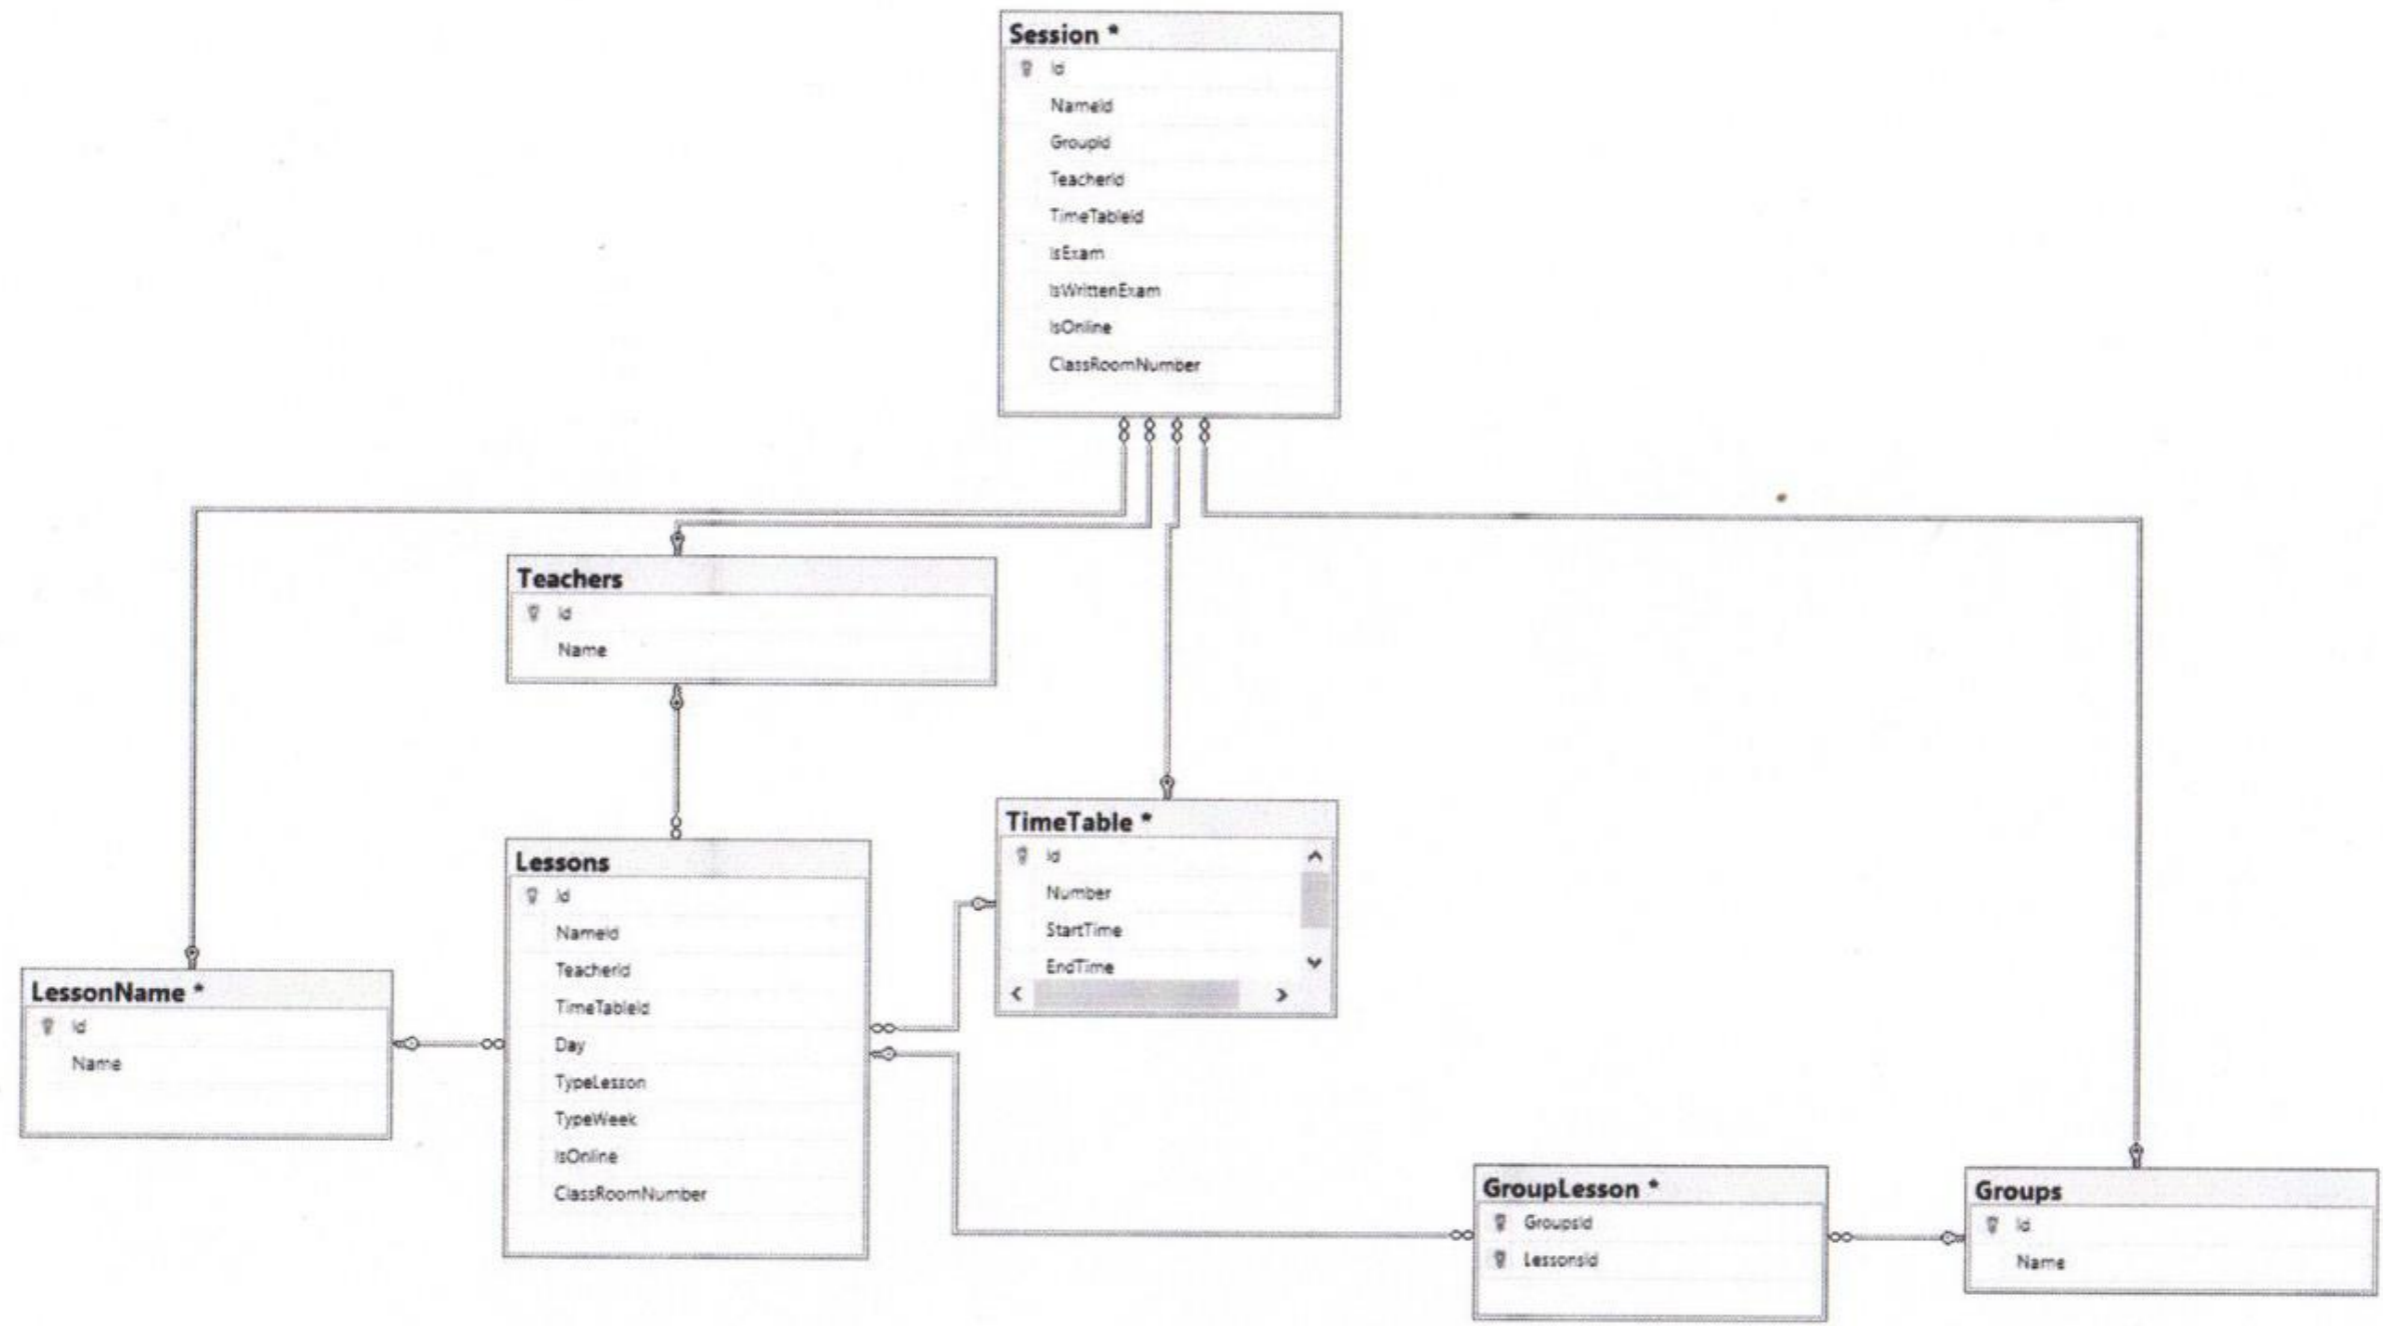 Session *
Id
NameId
GroupId
TeacherId
TimeTableId
IsExam
IsWrittenExam
IsOnline
ClassRoomNumber
Teachers
Id
Name
TimeTable *
Id
Number
StartTime
EndTime
Lessons
Id
NameId
TeacherId
TimeTableId
Day
TypeLesson
TypeWeek
IsOnline
ClassRoomNumber
LessonName *
Id
Name
GroupLesson *
GroupsId
LessonsId
Groups
Id
Name